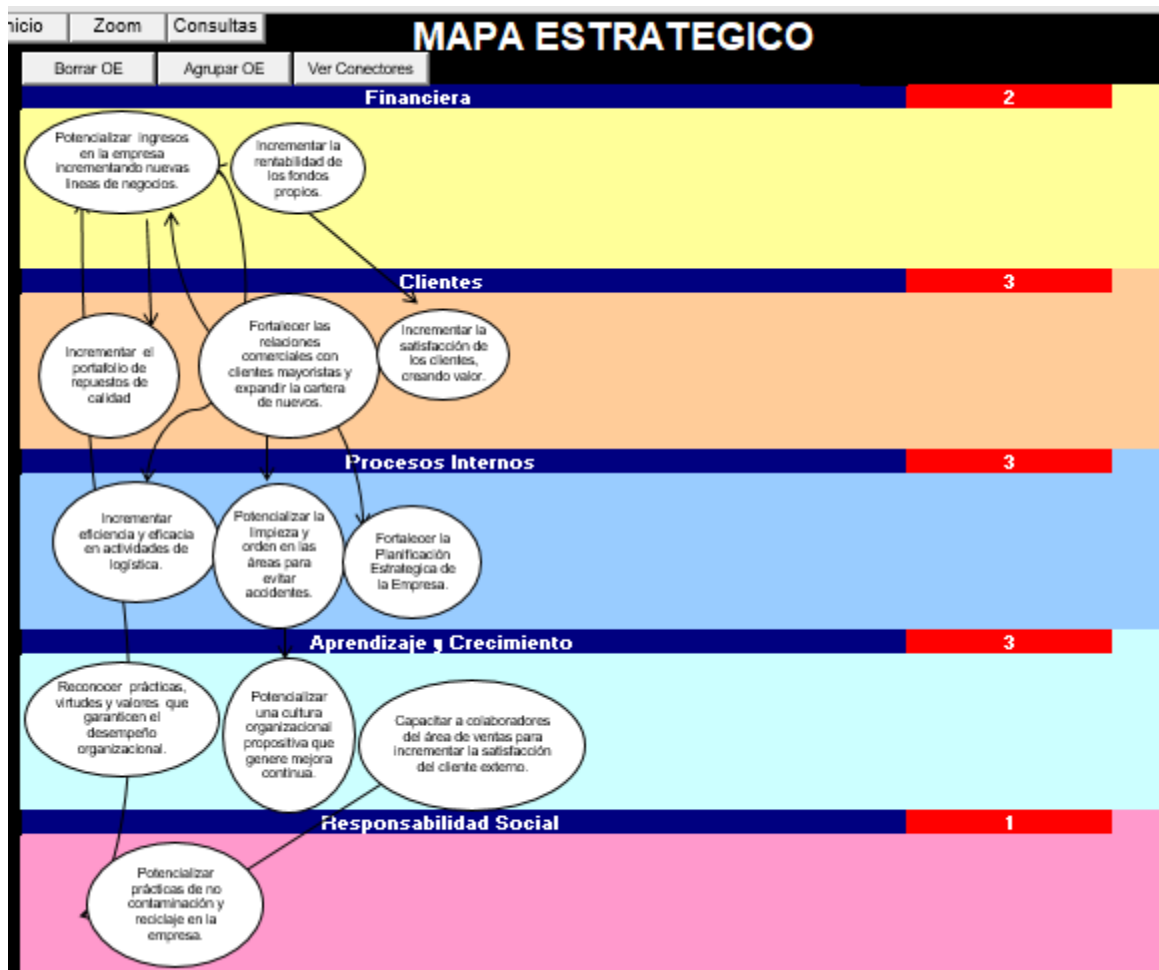 nicio
Zoom
Consultas
MAPA ESTRATEGICO
Borrar OE
Agrupar OE
Ver Conectores
Financiera
2
Potencializar ingresos
en la empresa
incrementando nuevas
lineas de negocios.
Incrementar la
rentabilidad de
los fondos
propios.
Clientes
3
Incrementar el
portafolio de
repuestos de
calidad
Fortalecer las
relaciones
comerciales con
clientes mayoristas y
expandir la cartera
de nuevos.
Incrementar la
satisfacción de
los clientes,
creando valor.
Procesos Internos
3
Incrementar
eficiencia y eficacia
en actividades de
logística.
Potencializar la
limpieza y
orden en las
áreas para
evitar
accidentes.
Fortalecer la
Planificación
Estrategica de
la Empresa.
Aprendizaje y Crecimiento
3
Reconocer prácticas,
virtudes y valores que
garanticen el
desempeño
organizacional.
Potencializar
una cultura
organizacional
propositiva que
genere mejora
continua.
Capacitar a colaboradores
del área de ventas para
incrementar la satisfacción
del cliente externo.
Responsabilidad Social
1
Potencializar
prácticas de no
contaminación y
reciclaje en la
empresa.